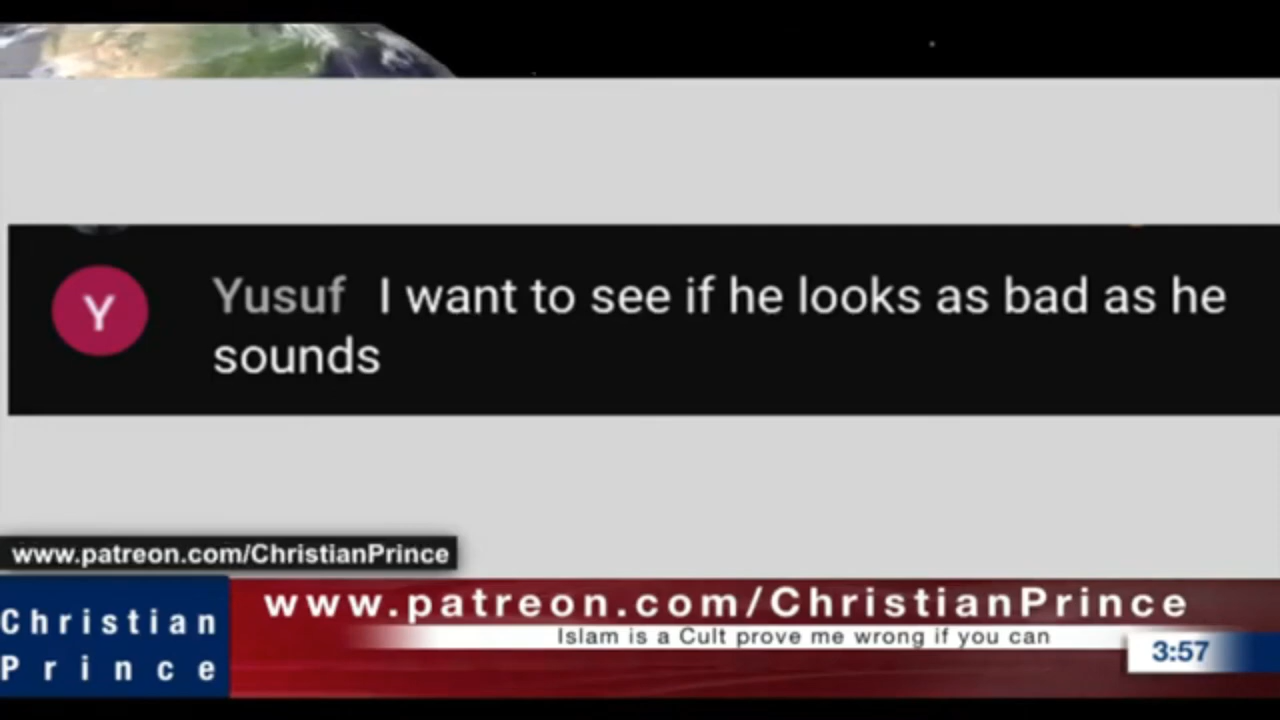 Y
Yusuf I want to see if he looks as bad as he
sounds
www.patreon.com/ChristianPrince
Christian
Prince
www.patreon.com/ChristianPrince
Islam is a Cult prove me wrong if you can
3:57